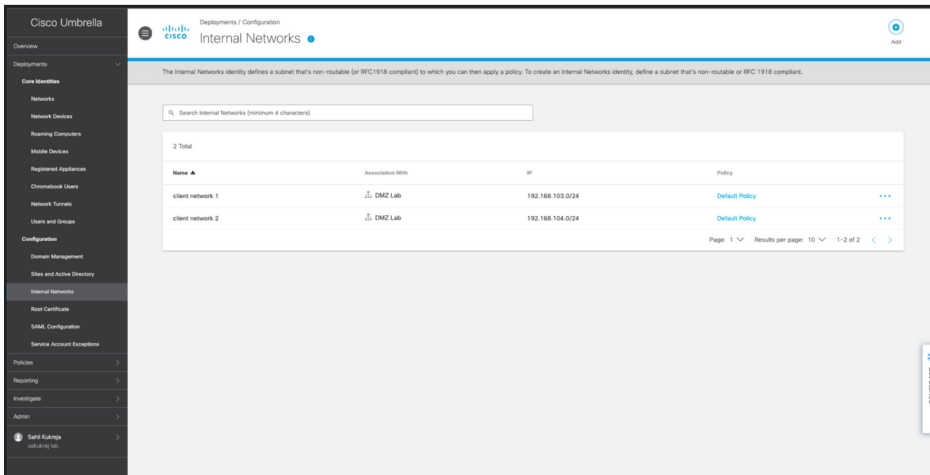 Cisco Umbrella
Overview
Deployments
Core Identities
Networks
Network Devices
Roaming Computers
Mobile Devices
Registered Appliances
Chromebook Users
Network Tunnels
Users and Groups
Configuration
Domain Management
Sites and Active Directory
Internal Networks
Root Certificate
SAML Configuration
Service Account Exceptions
Policies
Reporting
Investigate
Admin
Sahil Kukreja
sakukrej lab
cisco
Deployments / Configuration
Internal Networks
Add
The Internal Networks identity defines a subnet that's non-routable (or RFC1918 compliant) to which you can then apply a policy. To create an Internal Networks identity, define a subnet that's non-routable or RFC 1918 compliant.
Search Internal Networks (minimum 4 characters)
2 Total
Name ▲ Association With IP Policy
client network 1 DMZ Lab 192.168.103.0/24 Default Policy
client network 2 DMZ Lab 192.168.104.0/24 Default Policy
Page: 1 Results per page: 10 1-2 of 2 < >